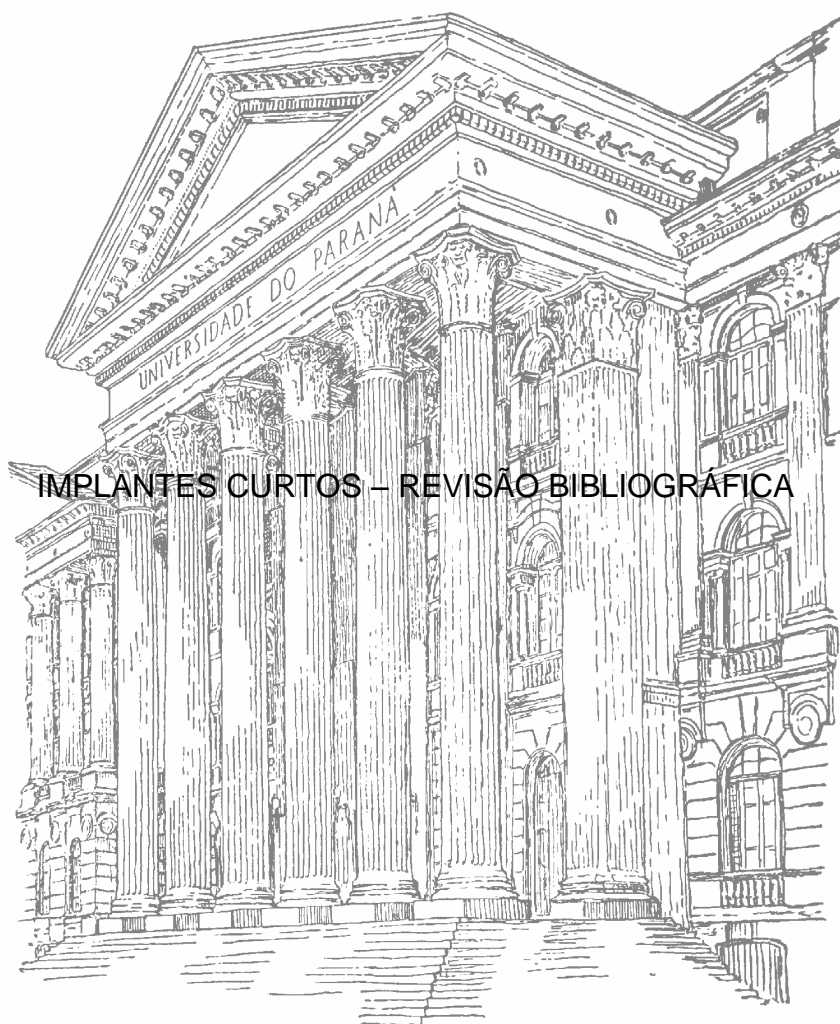 UNIVERSIDADE DO PARANÁ
IMPLANTES CURTOS – REVISÃO BIBLIOGRÁFICA